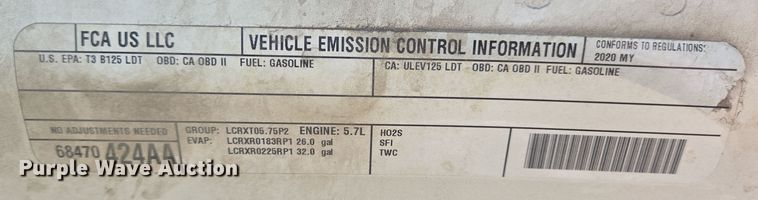 FCA US LLC
VEHICLE EMISSION CONTROL INFORMATION
CONFORMS TO REGULATIONS:
2020 MY
U.S. EPA: T3 B125 LDT OBD: CA OBD II FUEL: GASOLINE
CA: ULEV125 LDT OBD: CA OBD II FUEL: GASOLINE
NO ADJUSTMENTS NEEDED
68470 424AA
GROUP: LCRXT05.75P2 ENGINE: 5.7L
EVAP: LCRXR0183RP1 26.0 gal
LCRXR0225RP1 32.0 gal
HO2S
SFI
TWC
Purple Wave Auction